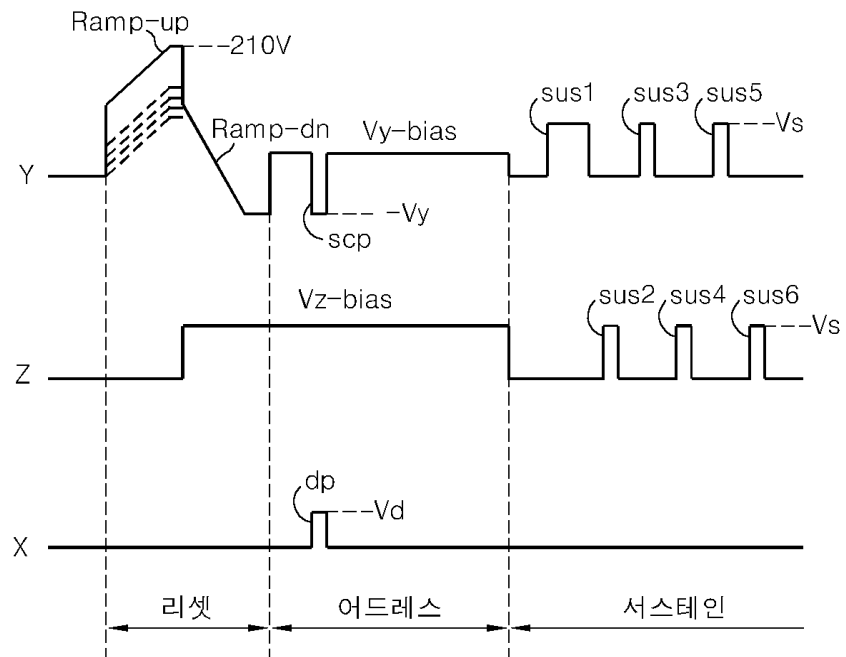 Ramp-up
-210V
Ramp-dn
Vy-bias
sus1
sus3
sus5
Vs
Y
-Vy
scp
Vz-bias
sus2
sus4
sus6
Vs
Z
dp
Vd
X
리셋
어드레스
서스테인